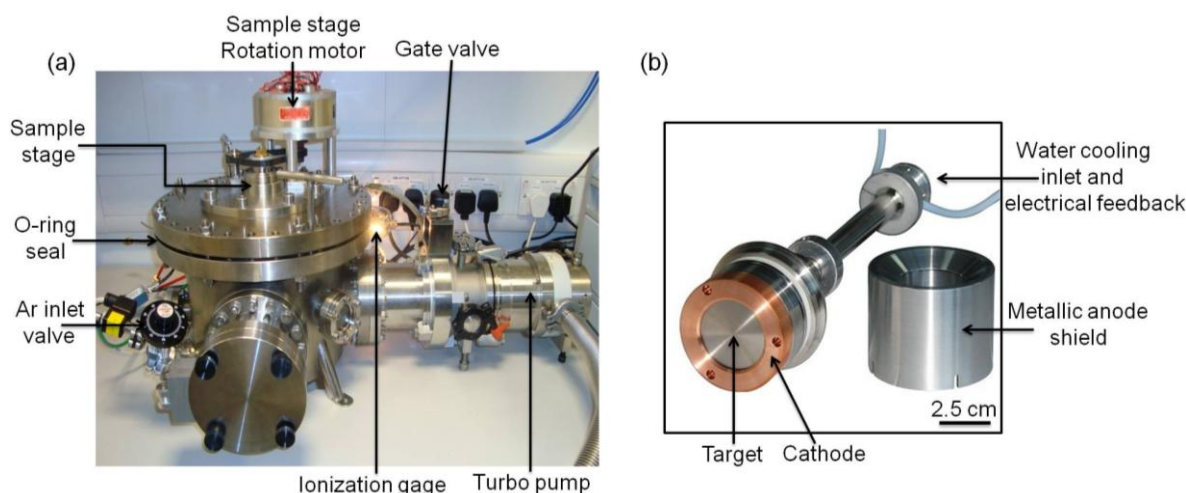 (a)
Sample stage
Rotation motor
Gate valve
Sample
stage
O-ring
seal
Ar inlet
valve
Ionization gage
Turbo pump
(b)
Water cooling
inlet and
electrical feedback
Metallic anode
shield
2.5 cm
Target
Cathode